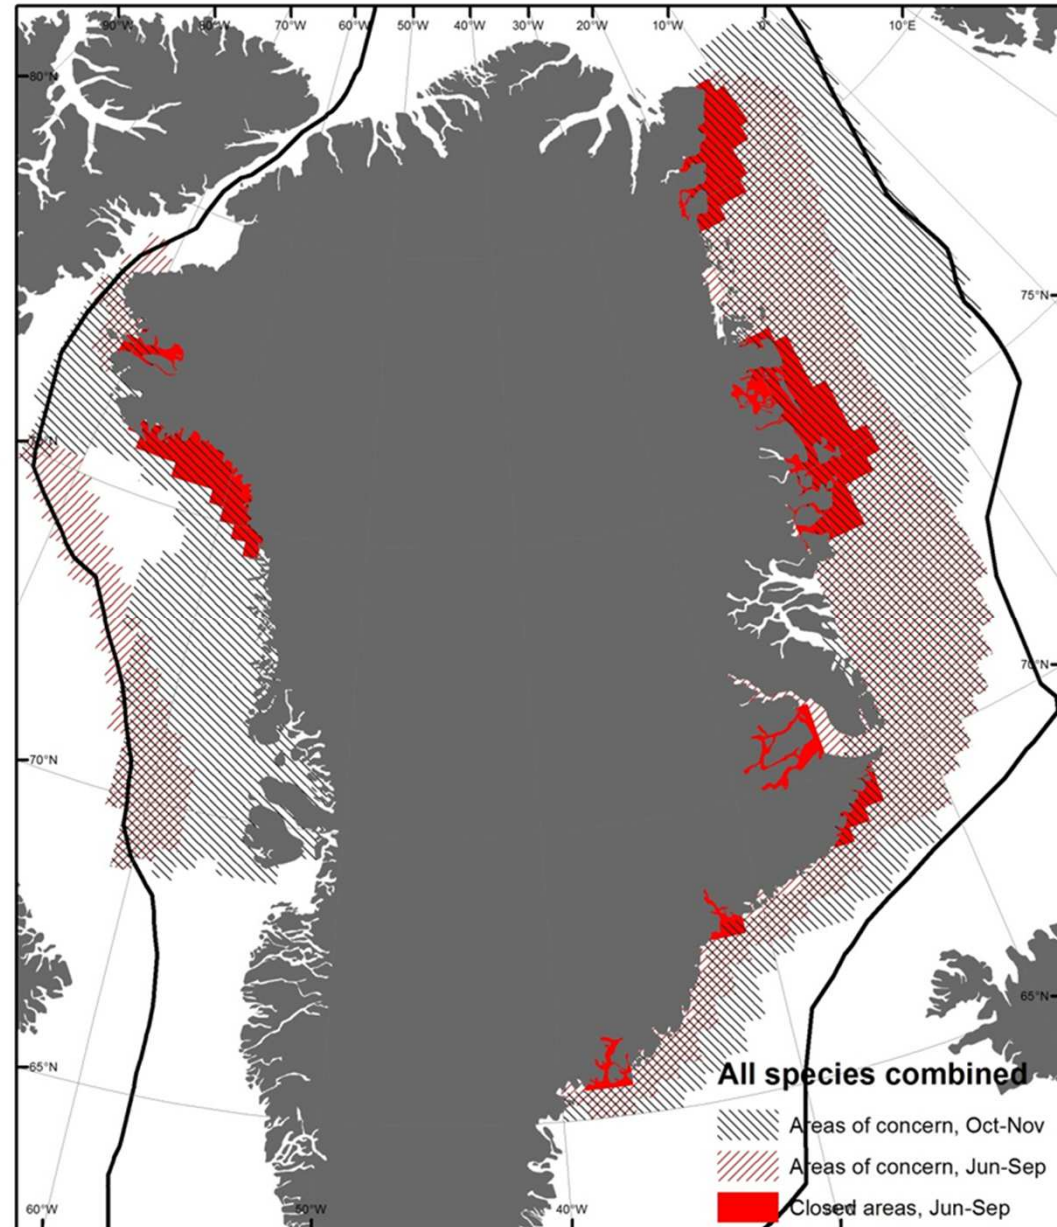 90°W 80°W 70°W 60°W 50°W 40°W 30°W 20°W 10°W 0° 10°E
80°N
75°N
70°N
70°N
65°N
65°N
All species combined
Areas of concern, Oct-Nov
Areas of concern, Jun-Sep
Closed areas, Jun-Sep
60°W 50°W 40°W